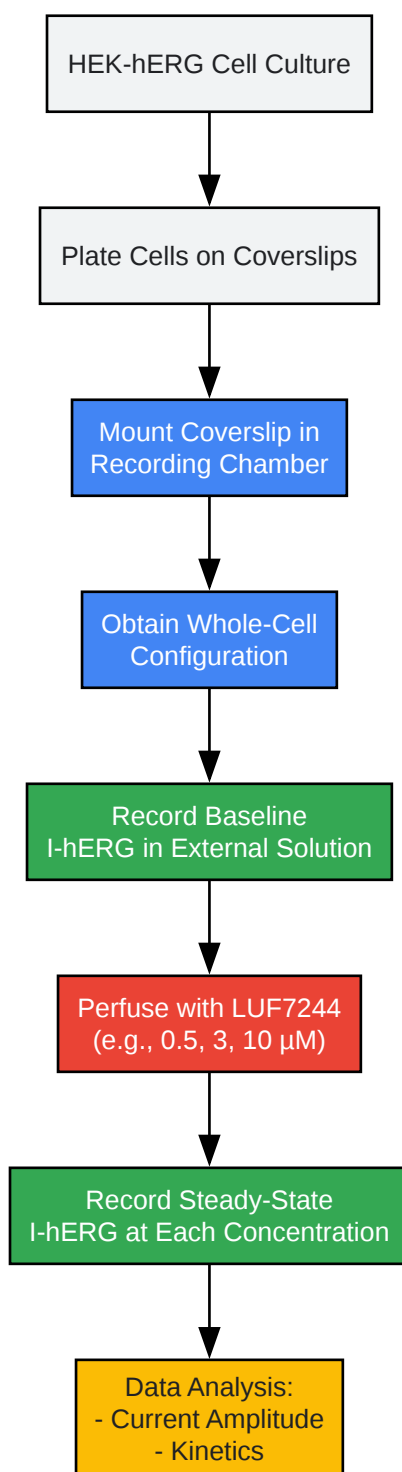 HEK-hERG Cell Culture
Plate Cells on Coverslips
Mount Coverslip in
Recording Chamber
Obtain Whole-Cell
Configuration
Record Baseline
I-hERG in External Solution
Perfuse with LUF7244
(e.g., 0.5, 3, 10 µM)
Record Steady-State
I-hERG at Each Concentration
Data Analysis:
- Current Amplitude
- Kinetics